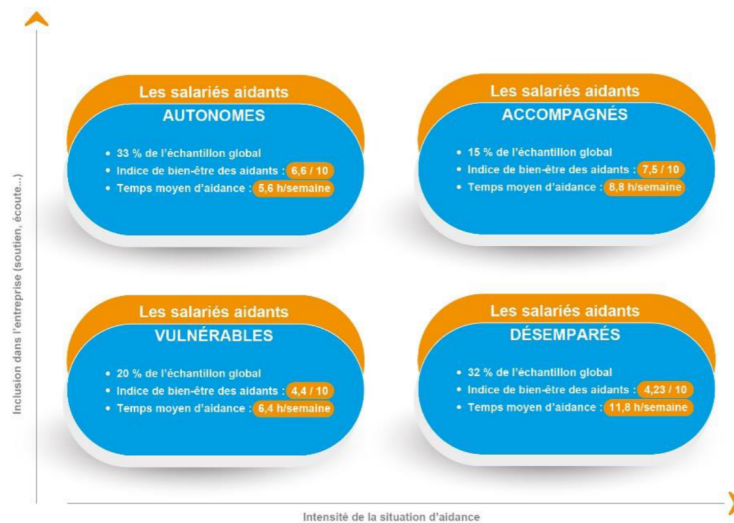 Les salariés aidants
AUTONOMES
• 33 % de l'échantillon global
• Indice de bien-être des aidants : 6,6 / 10
• Temps moyen d'aidance : 5,6 h/semaine
Les salariés aidants
ACCOMPAGNÉS
• 15 % de l'échantillon global
• Indice de bien-être des aidants : 7,5 / 10
• Temps moyen d'aidance : 8,8 h/semaine
Les salariés aidants
VULNÉRABLES
• 20 % de l'échantillon global
• Indice de bien-être des aidants : 4,4 / 10
• Temps moyen d'aidance : 6,4 h/semaine
Les salariés aidants
DÉSEMPARÉS
• 32 % de l'échantillon global
• Indice de bien-être des aidants : 4,23 / 10
• Temps moyen d'aidance : 11,8 h/semaine
Inclusion dans l'entreprise (soutien, écoute...)
Intensité de la situation d'aidance